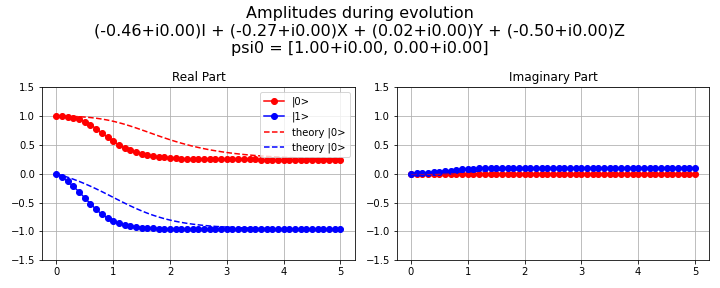 Amplitudes during evolution
(-0.46+i0.00)I + (-0.27+i0.00)X + (0.02+i0.00)Y + (-0.50+i0.00)Z
psi0 = [1.00+i0.00, 0.00+i0.00]
Real Part
1.5
1.0
0.5
0.0
−0.5
−1.0
−1.5
0 1 2 3 4 5
|0>
|1>
theory |0>
theory |0>
Imaginary Part
1.5
1.0
0.5
0.0
−0.5
−1.0
−1.5
0 1 2 3 4 5